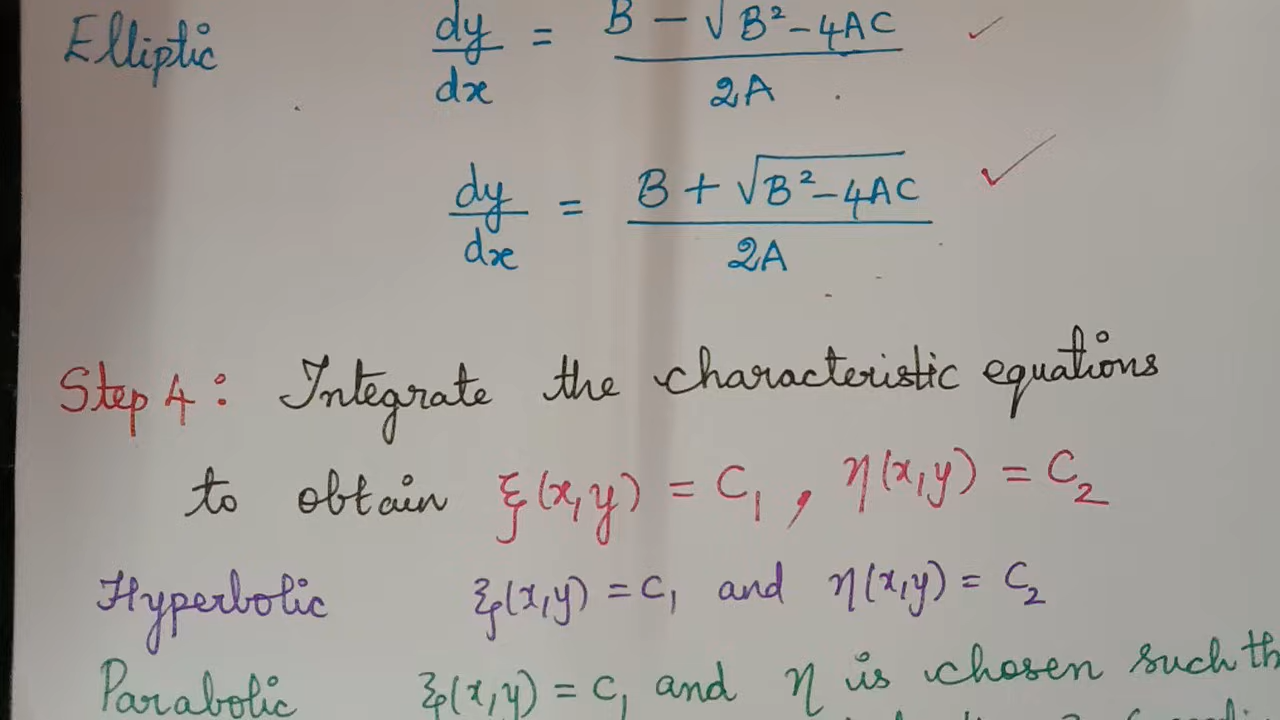 Elliptic dy/dx = B - √B²-4AC / 2A
dy/dx = B + √B²-4AC / 2A
Step 4: Integrate the characteristic equations
to obtain ξ(x,y) = C₁, η(x,y) = C₂
Hyperbolic ξ(x,y) = C₁ and η(x,y) = C₂
Parabolic ξ(x,y) = C₁ and η is chosen such th